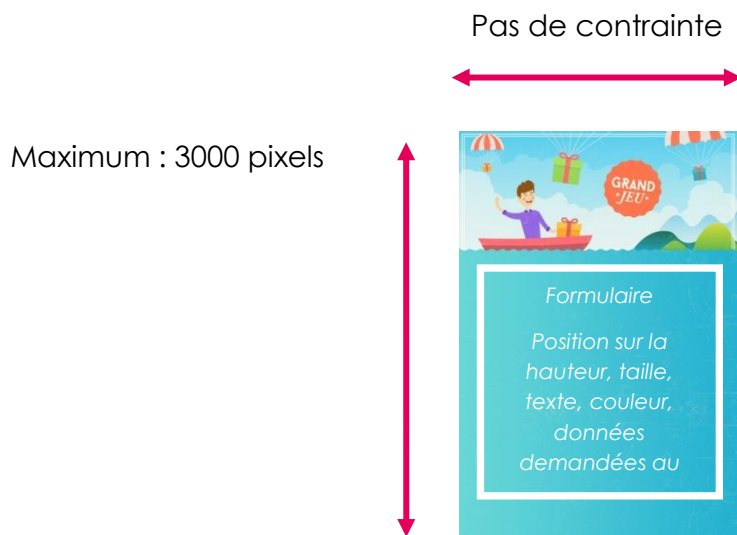 Pas de contrainte
Maximum : 3000 pixels
GRAND
•JEU•
Formulaire
Position sur la
hauteur, taille,
texte, couleur,
données
demandées au